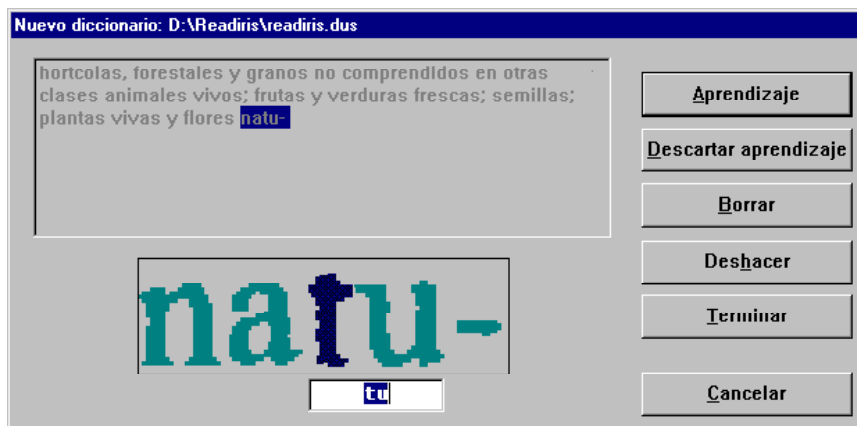 Nuevo diccionario: D:\Readiris\readiris.dus
hortcolas, forestales y granos no comprendidos en otras
clases animales vivos; frutas y verduras frescas; semillas;
plantas vivas y flores natu-
natu-
tu
Aprendizaje
Descartar aprendizaje
Borrar
Deshacer
Terminar
Cancelar